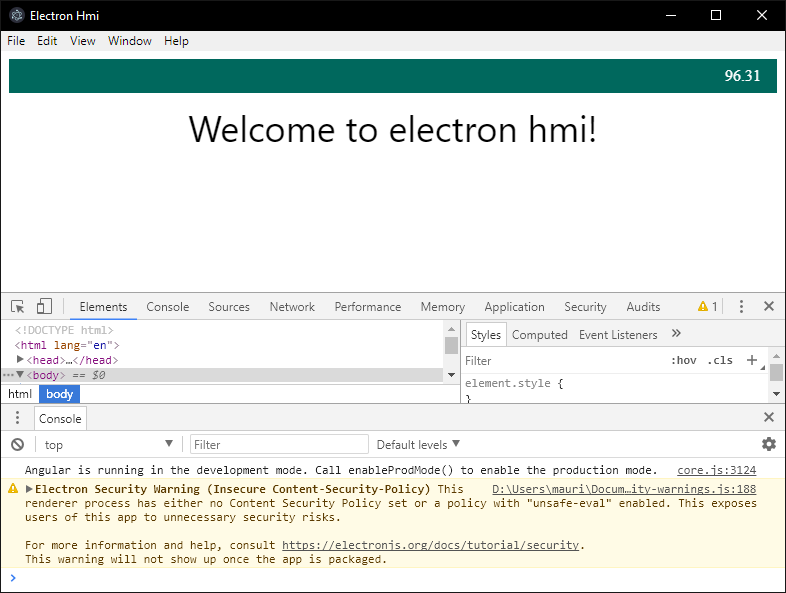 Electron Hmi
File Edit View Window Help
96.31
Welcome to electron hmi!
Elements Console Sources Network Performance Memory Application Security Audits 1
<!DOCTYPE html>
<html lang="en">
<head>…</head>
<body> == $0
html body
Styles Computed Event Listeners »
Filter :hov .cls +
element.style {
}
Console
top Filter Default levels
Angular is running in the development mode. Call enableProdMode() to enable the production mode. core.js:3124
Electron Security Warning (Insecure Content-Security-Policy) This D:\Users\mauri\Docum…ity-warnings.js:188
renderer process has either no Content Security Policy set or a policy with "unsafe-eval" enabled. This exposes
users of this app to unnecessary security risks.
For more information and help, consult https://electronjs.org/docs/tutorial/security.
This warning will not show up once the app is packaged.